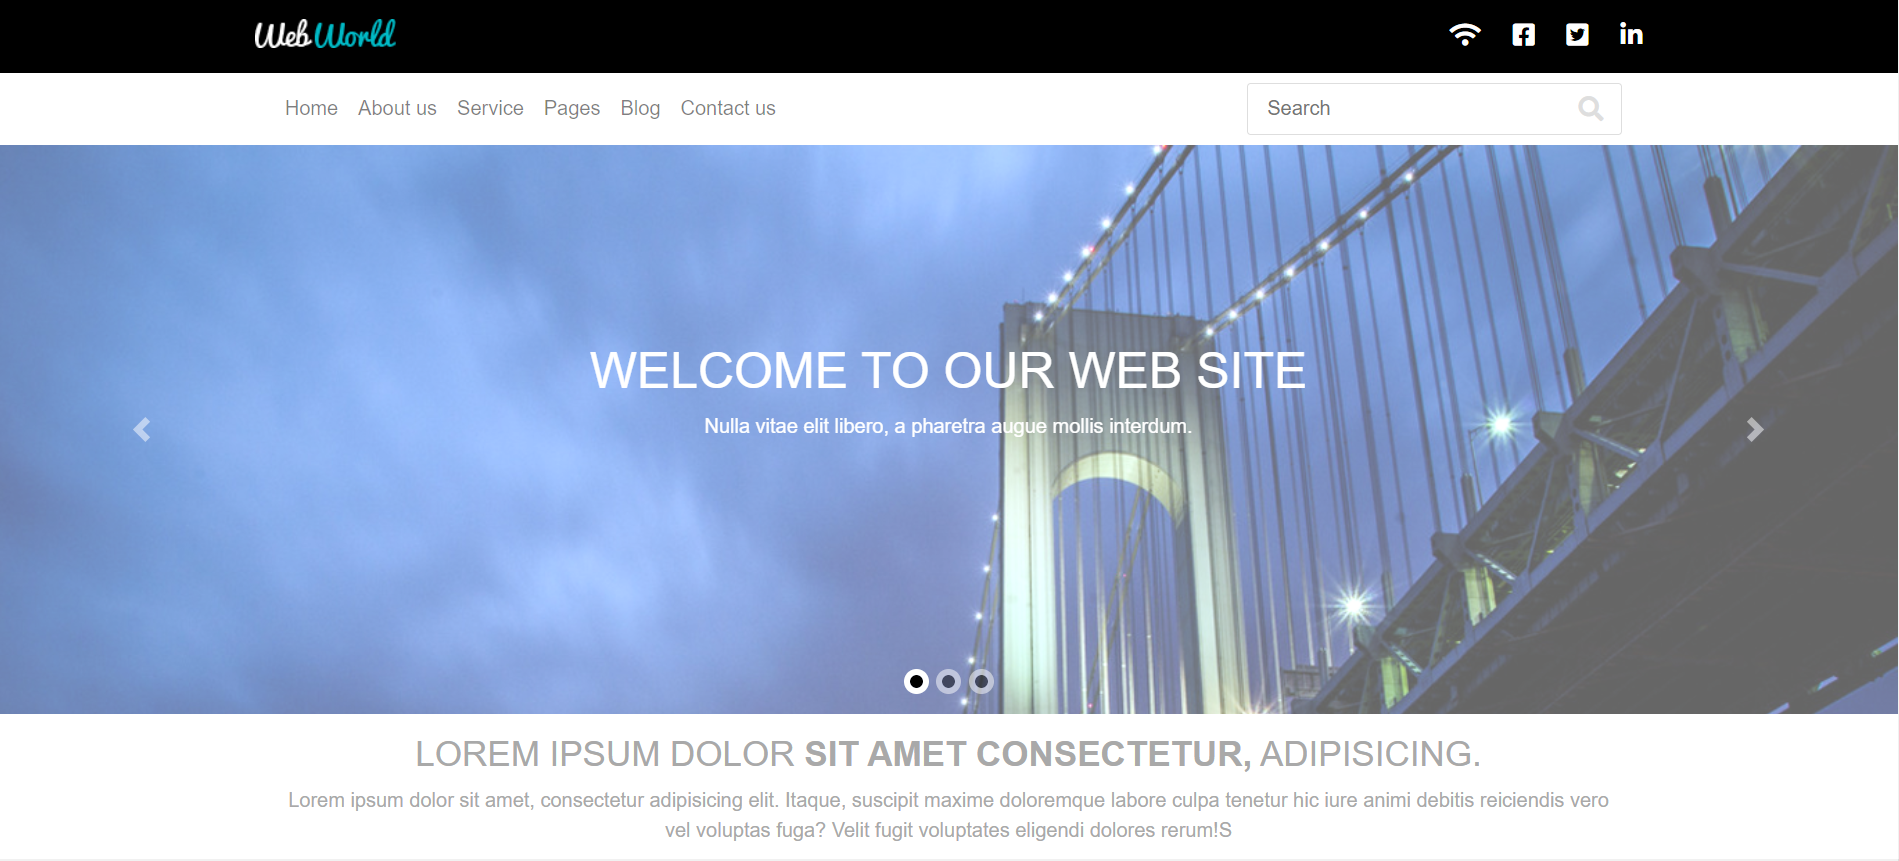 Web World
Home About us Service Pages Blog Contact us
Search
WELCOME TO OUR WEB SITE
Nulla vitae elit libero, a pharetra augue mollis interdum.
LOREM IPSUM DOLOR SIT AMET CONSECTETUR, ADIPISICING.
Lorem ipsum dolor sit amet, consectetur adipisicing elit. Itaque, suscipit maxime doloremque labore culpa tenetur hic iure animi debitis reiciendis vero
vel voluptas fuga? Velit fugit voluptates eligendi dolores rerum!S